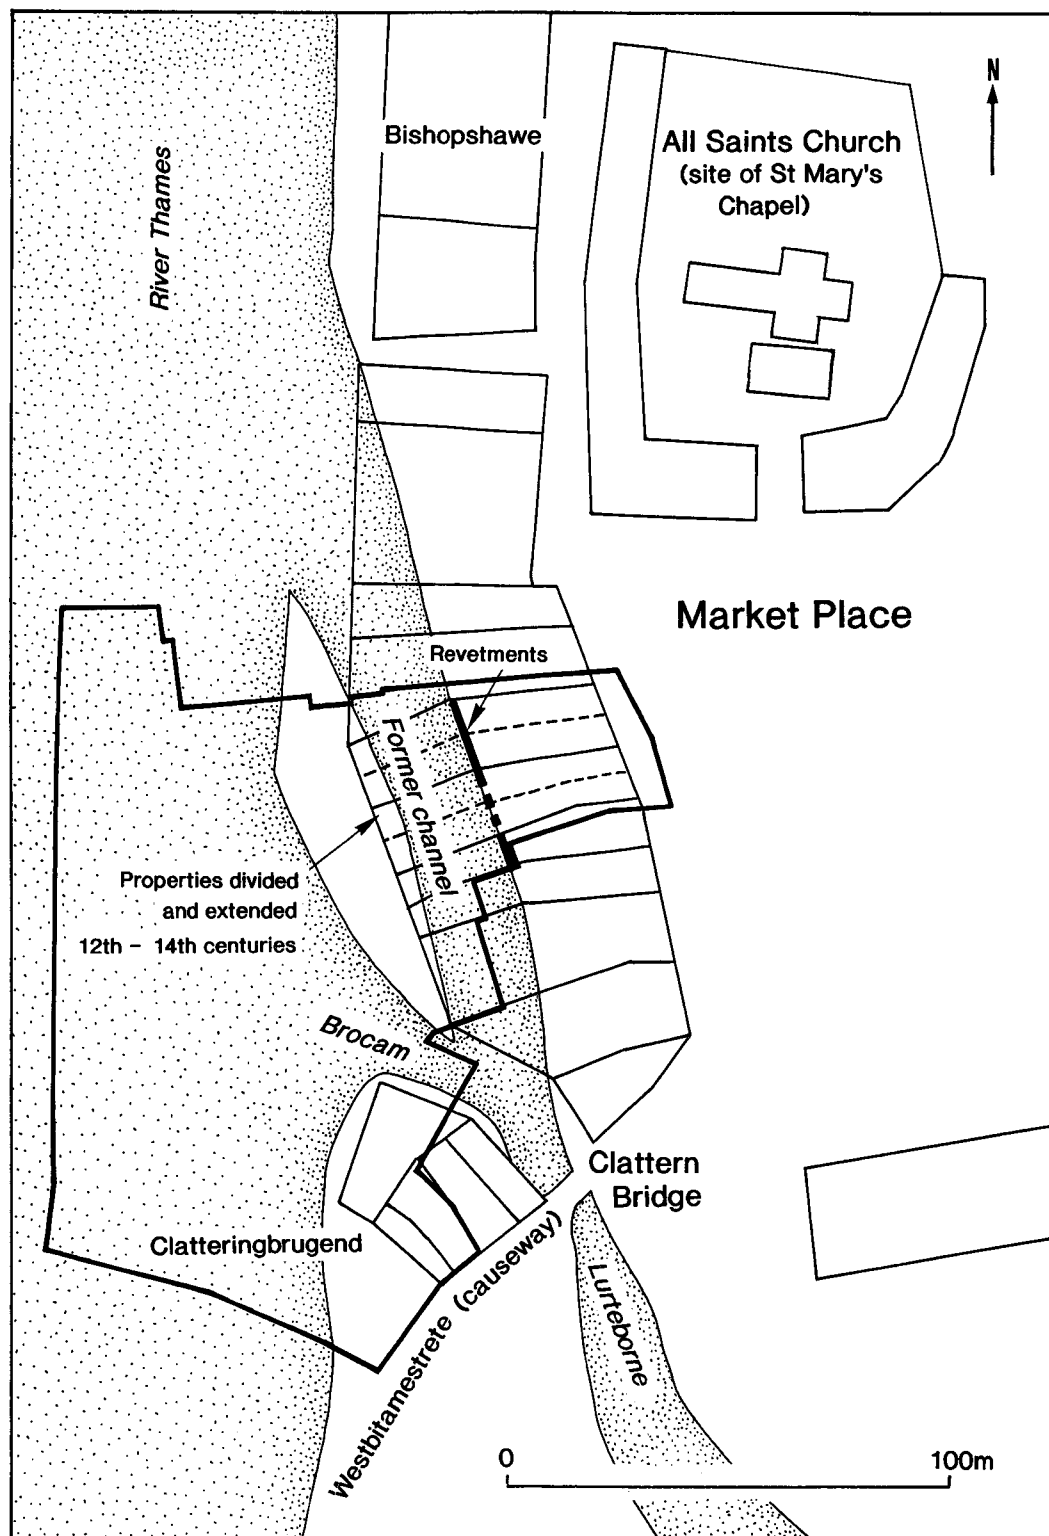 N
Bishopshawe
All Saints Church
(site of St Mary's
Chapel)
River Thames
Market Place
Revetments
Former channel
Properties divided
and extended
12th - 14th centuries
Brocam
Clattern
Bridge
Clatteringbrugend
Westbitamestrete (causeway)
Lurteborne
0 100m